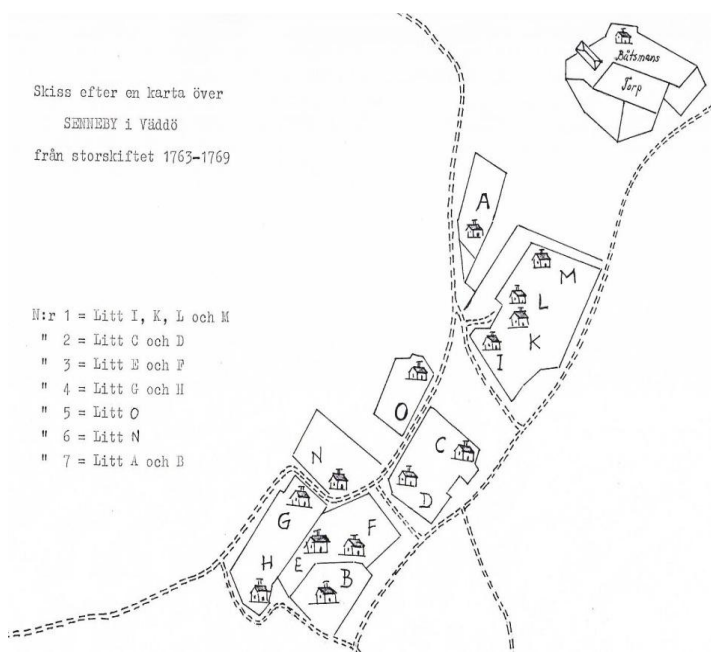 Skiss efter en karta över
SENNEBY i Väddö
från storskiftet 1763-1769
Båtsmans
Torp
A
M
L
K
I
N:r 1 = Litt I, K, L och M
" 2 = Litt C och D
" 3 = Litt E och F
" 4 = Litt G och H
" 5 = Litt O
" 6 = Litt N
" 7 = Litt A och B
O
C
D
N
G
F
E
H
B